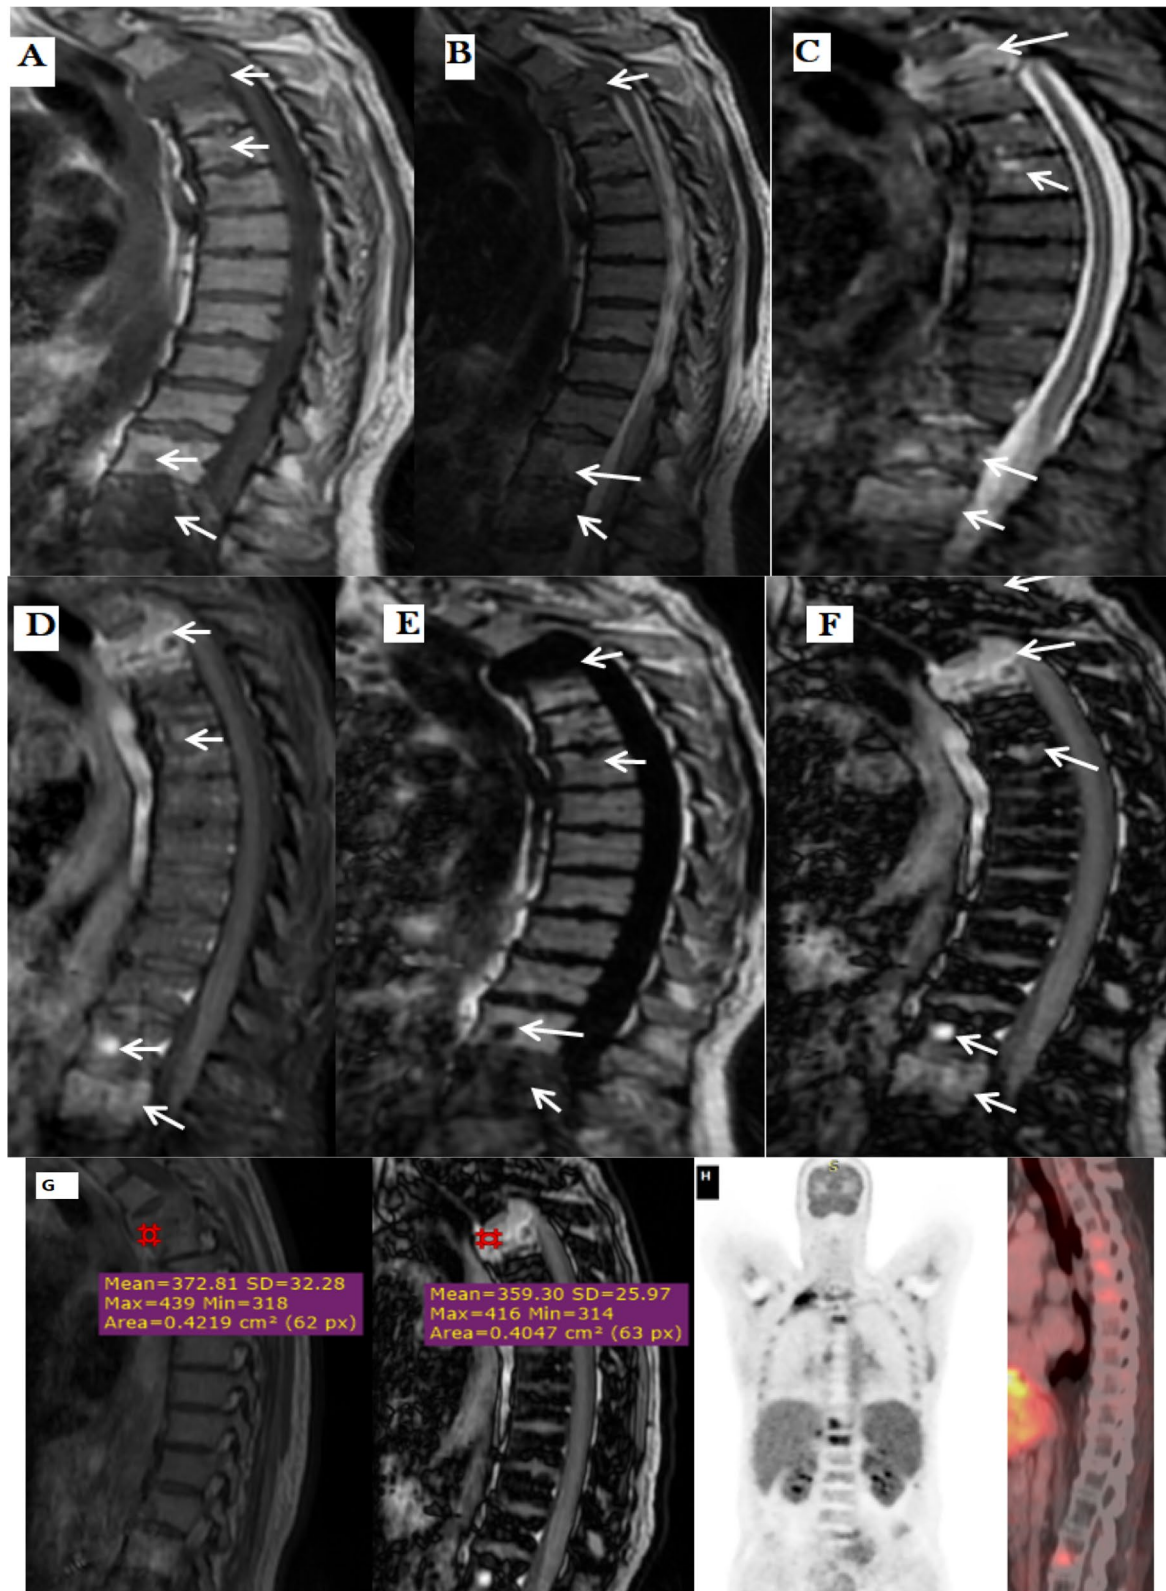 A
B
C
D
E
F
G
Mean=372.81 SD=32.28
Max=439 Min=318
Area=0.4219 cm² (62 px)
Mean=359.30 SD=25.97
Max=416 Min=314
Area=0.4047 cm² (63 px)
H
S